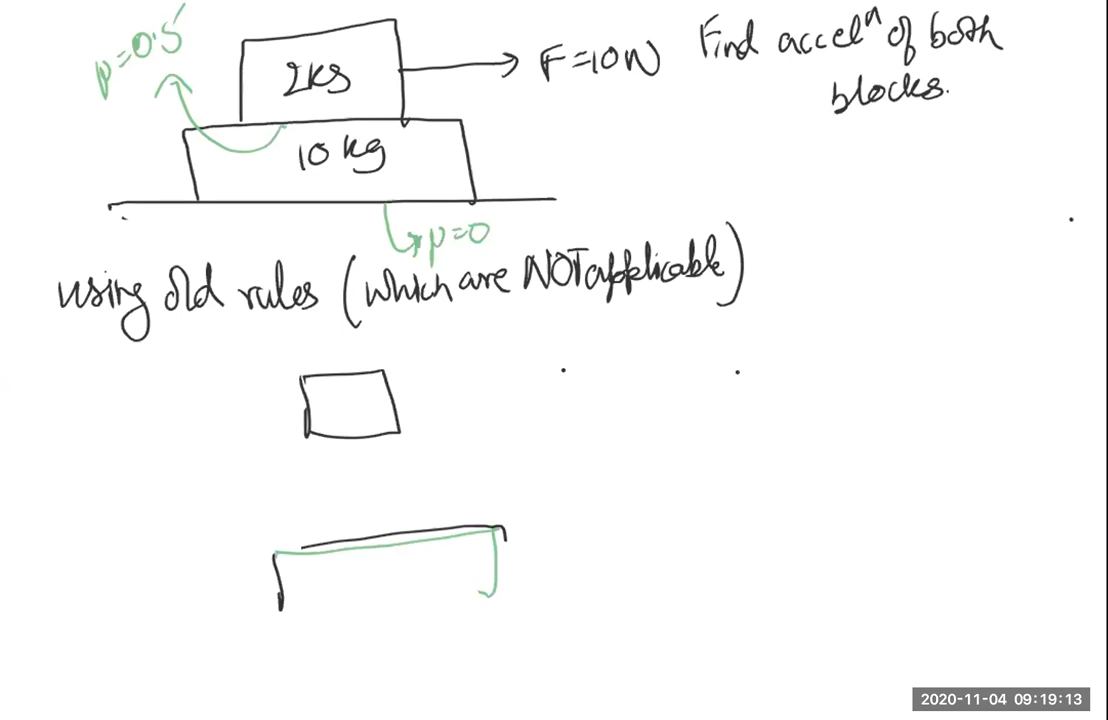 μ=0.5
2kg
F=10N
Find accelⁿ of both
blocks.
10 kg
μ=0
using old rules (which are NOT applicable)
2020-11-04 09:19:13